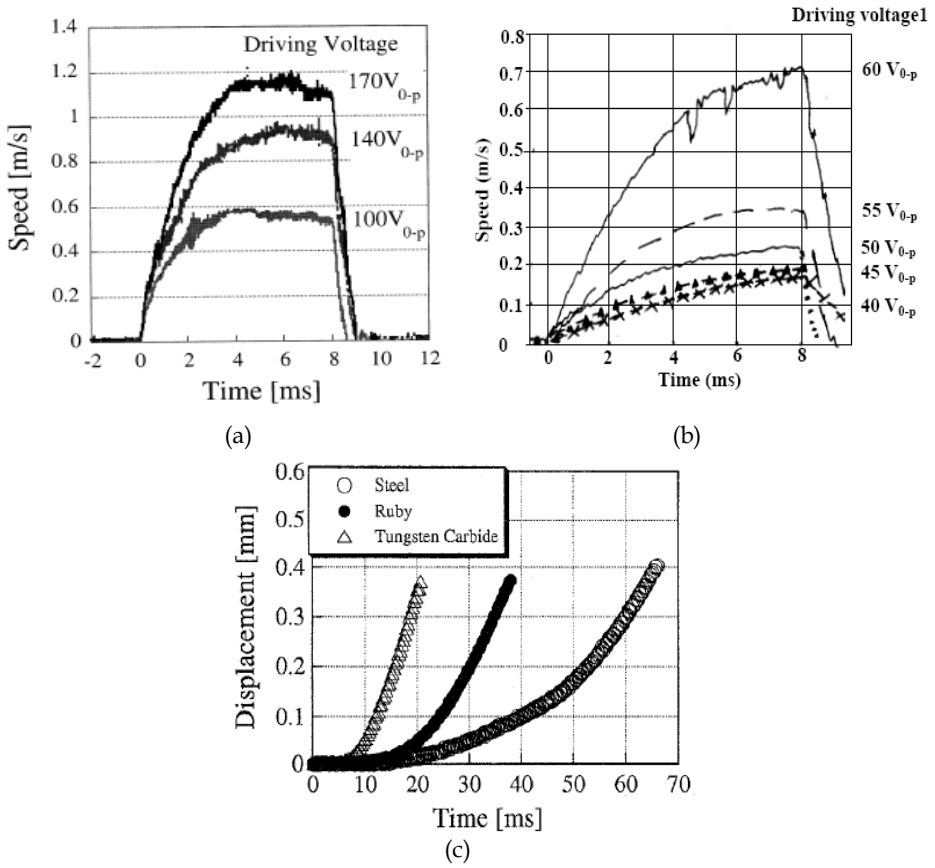 1.4
1.2
1
0.8
0.6
0.4
0.2
0
-2 0 2 4 6 8 10 12
Speed [m/s]
Time [ms]
Driving Voltage
170V0-p
140V0-p
100V0-p
(a)
Driving voltage1
0.8
0.7
0.6
0.5
0.4
0.3
0.2
0.1
0
0 2 4 6 8
Speed (m/s)
Time (ms)
60 V0-p
55 V0-p
50 V0-p
45 V0-p
40 V0-p
(b)
0.6
0.5
0.4
0.3
0.2
0.1
0
0 10 20 30 40 50 60 70
Displacement [mm]
Time [ms]
Steel
Ruby
Tungsten Carbide
(c)